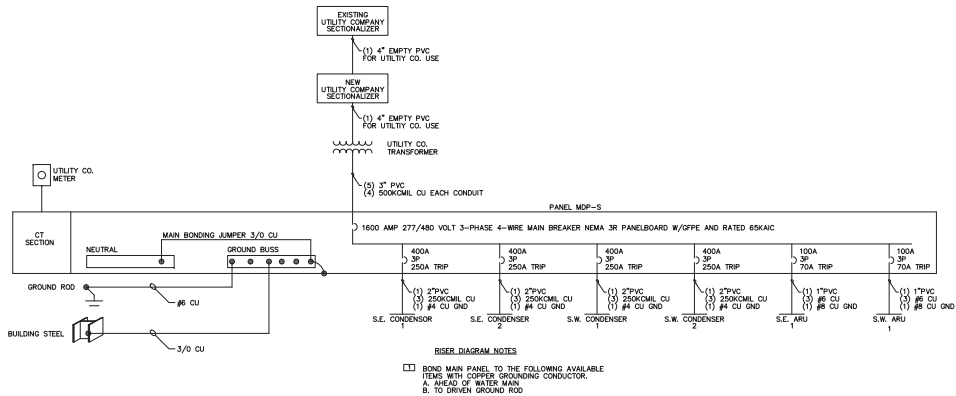 EXISTING
UTILITY COMPANY
SECTIONALIZER
(1) 4" EMPTY PVC
FOR UTILTIY CO. USE
NEW
UTILITY COMPANY
SECTIONALIZER
(1) 4" EMPTY PVC
FOR UTILTIY CO. USE
UTILITY CO.
TRANSFORMER
UTILITY CO.
METER
(5) 3" PVC
(4) 500KCMIL CU EACH CONDUIT
PANEL MDP-S
CT
SECTION
1600 AMP 277/480 VOLT 3-PHASE 4-WIRE MAIN BREAKER NEMA 3R PANELBOARD W/GFPE AND RATED 65KAIC
MAIN BONDING JUMPER 3/0 CU
NEUTRAL
GROUND BUSS
400A
3P
250A TRIP
400A
3P
250A TRIP
400A
3P
250A TRIP
400A
3P
250A TRIP
100A
3P
70A TRIP
100A
3P
70A TRIP
GROUND ROD
#6 CU
BUILDING STEEL
3/0 CU
(1) 2"PVC
(3) 250KCMIL CU
(1) #4 CU GND
(1) 2"PVC
(3) 250KCMIL CU
(1) #4 CU GND
(1) 2"PVC
(3) 250KCMIL CU
(1) #4 CU GND
(1) 2"PVC
(3) 250KCMIL CU
(1) #4 CU GND
(1) 1"PVC
(3) #6 CU
(1) #8 CU GND
(1) 1"PVC
(3) #6 CU
(1) #8 CU GND
S.E. CONDENSOR
1
S.E. CONDENSER
2
S.W. CONDENSER
1
S.W. CONDENSER
2
S.E. ARU
1
S.W. ARU
1
RISER DIAGRAM NOTES
1 BOND MAIN PANEL TO THE FOLLOWING AVAILABLE
ITEMS WITH COPPER GROUNDING CONDUCTOR.
A. AHEAD OF WATER MAIN
B. TO DRIVEN GROUND ROD